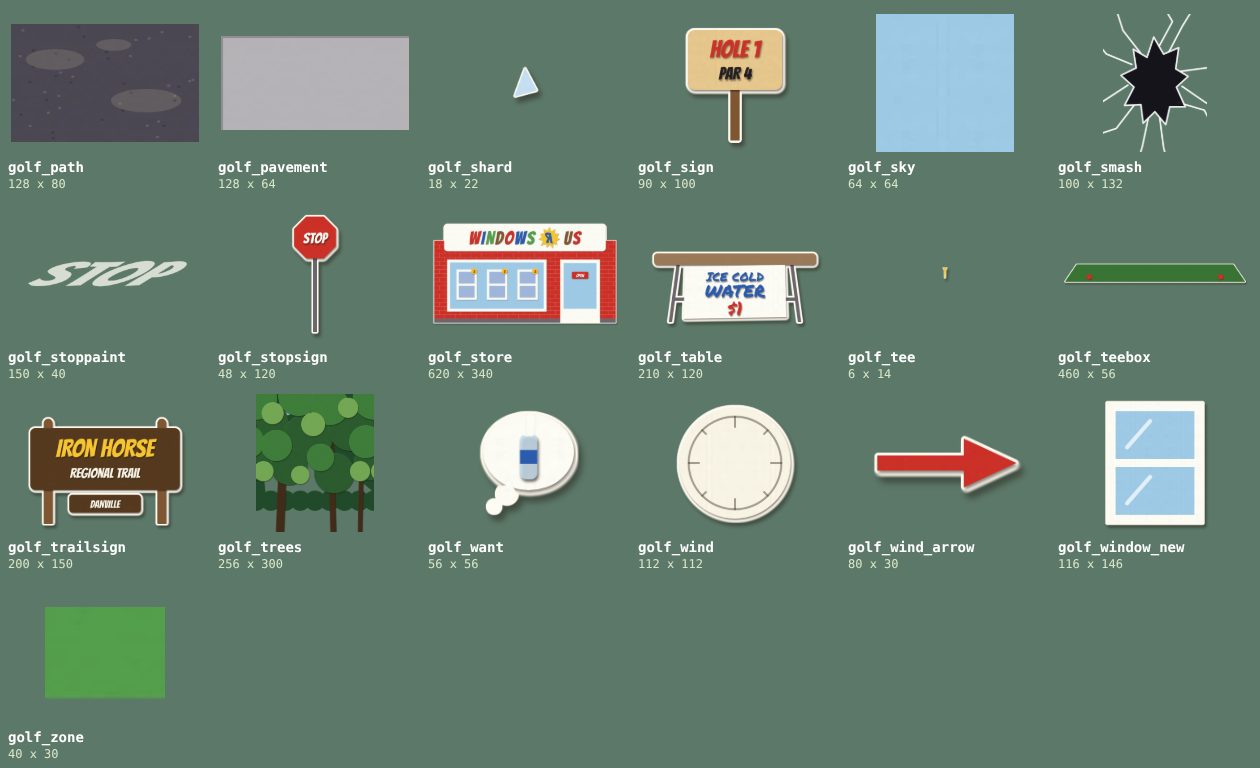 HOLE 1
PAR 4
golf_path
128 x 80
golf_pavement
128 x 64
golf_shard
18 x 22
golf_sign
90 x 100
golf_sky
64 x 64
golf_smash
100 x 132
STOP
STOP
WINDOWS R US
OPEN
ICE COLD
WATER
$1
golf_stoppaint
150 x 40
golf_stopsign
48 x 120
golf_store
620 x 340
golf_table
210 x 120
golf_tee
6 x 14
golf_teebox
460 x 56
IRON HORSE
REGIONAL TRAIL
DANVILLE
golf_trailsign
200 x 150
golf_trees
256 x 300
golf_want
56 x 56
golf_wind
112 x 112
golf_wind_arrow
80 x 30
golf_window_new
116 x 146
golf_zone
40 x 30